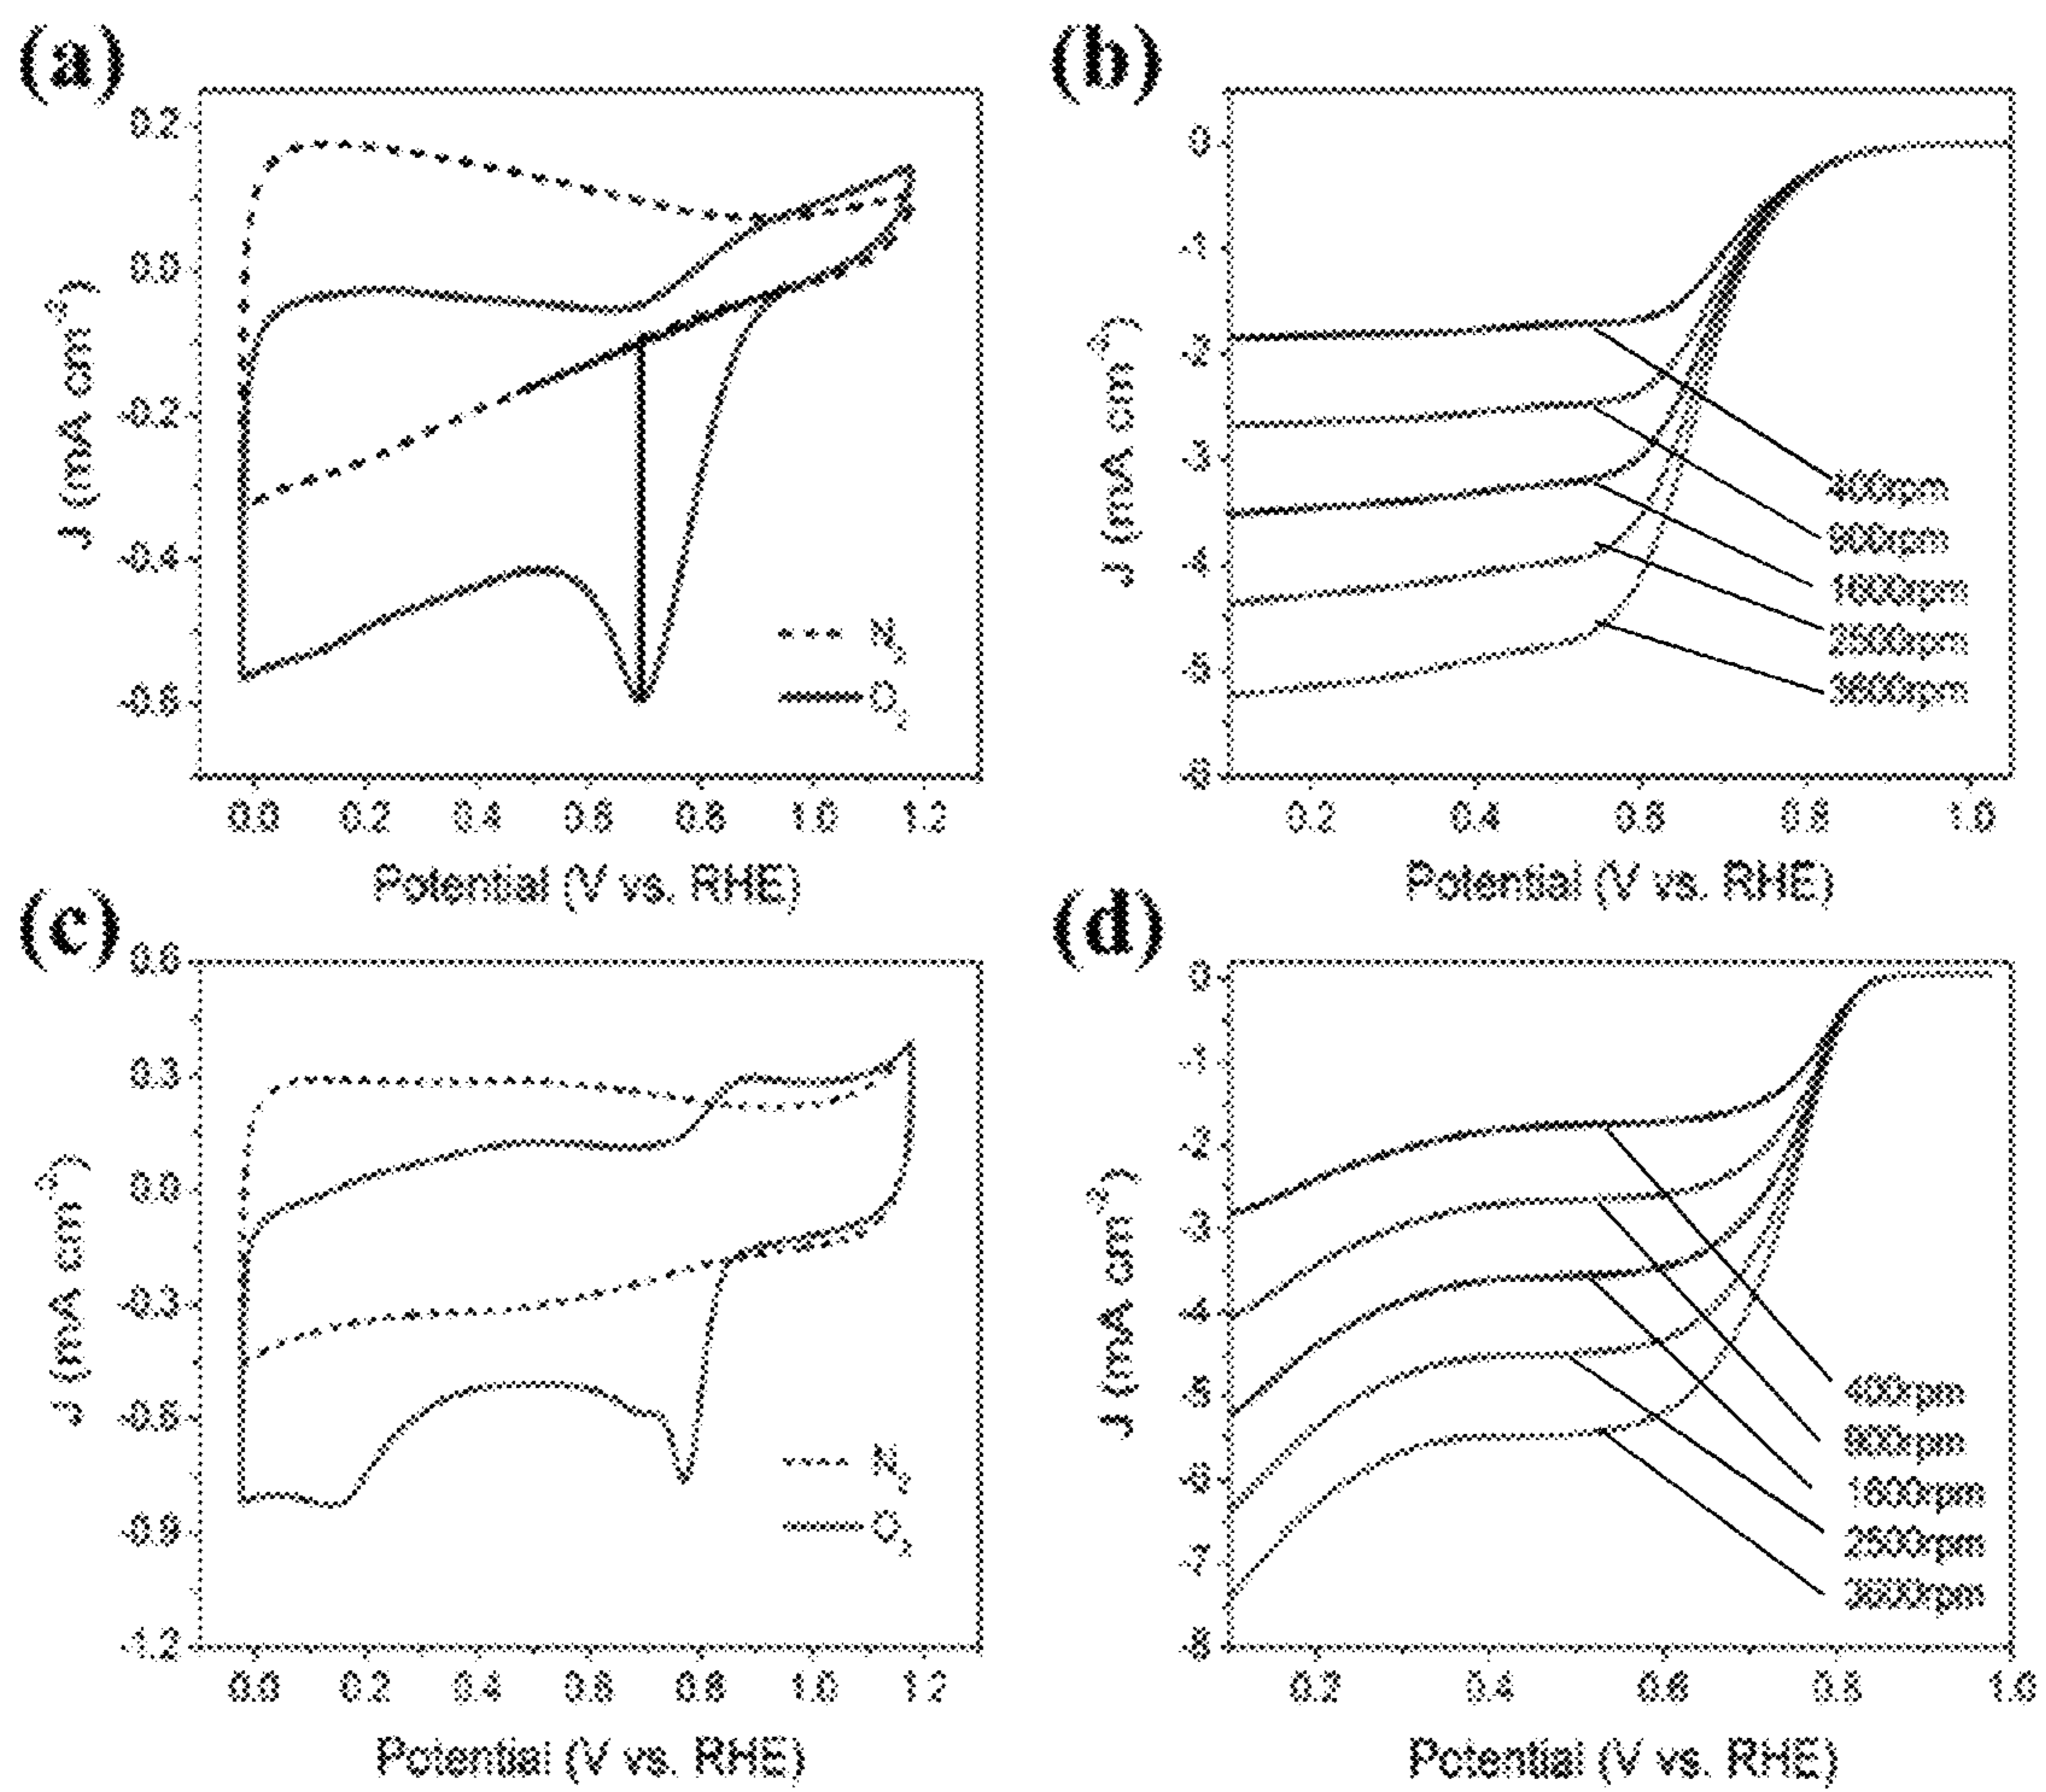 (a)
0.2
0.0
-0.2
-0.4
-0.6
J (mA cm⁻²)
N₂
O₂
0.0 0.2 0.4 0.6 0.8 1.0 1.2
Potential (V vs. RHE)
(b)
0
-1
-2
-3
-4
-5
-6
J (mA cm⁻²)
400rpm
900rpm
1600rpm
2500rpm
3600rpm
0.2 0.4 0.6 0.8 1.0
Potential (V vs. RHE)
(c)
0.6
0.3
0.0
-0.3
-0.6
-0.9
-1.2
J (mA cm⁻²)
N₂
O₂
0.0 0.2 0.4 0.6 0.8 1.0 1.2
Potential (V vs. RHE)
(d)
0
-1
-2
-3
-4
-5
-6
-7
-8
J (mA cm⁻²)
400rpm
900rpm
1600rpm
2500rpm
3600rpm
0.2 0.4 0.6 0.8 1.0
Potential (V vs. RHE)